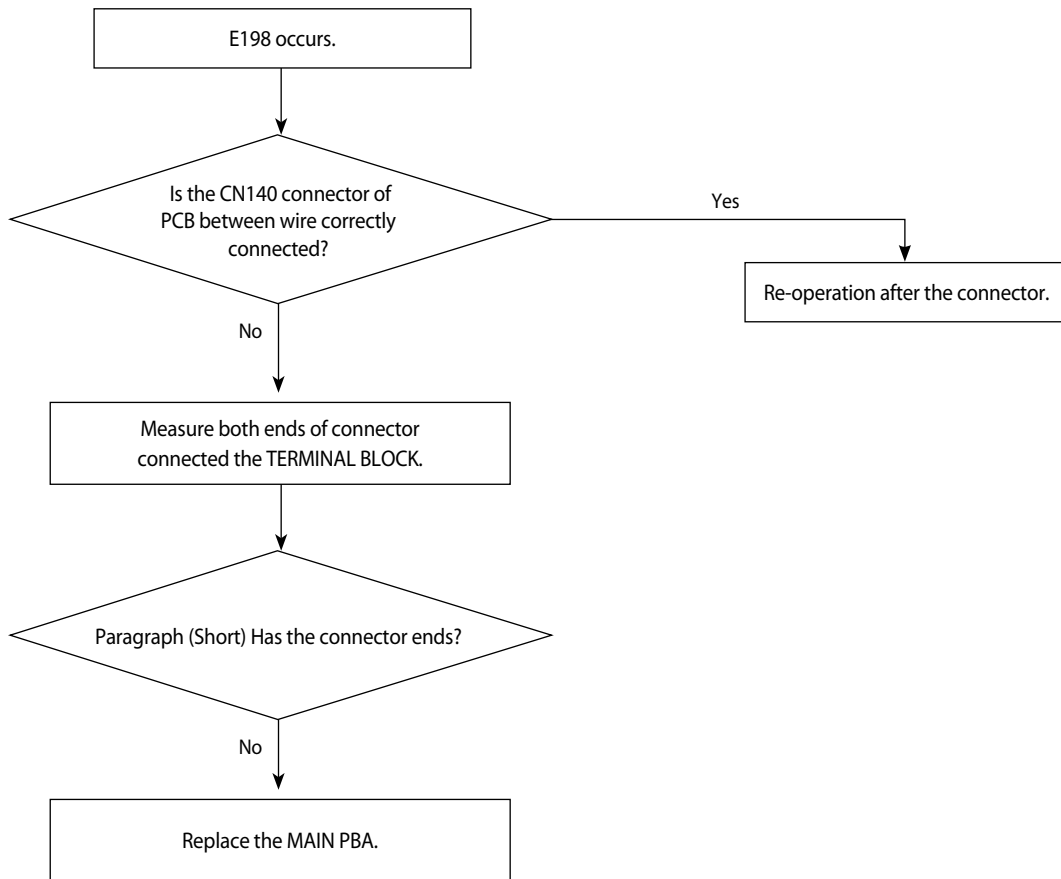 E198 occurs.
Is the CN140 connector of
PCB between wire correctly
connected?
Yes
Re-operation after the connector.
No
Measure both ends of connector
connected the TERMINAL BLOCK.
Paragraph (Short) Has the connector ends?
No
Replace the MAIN PBA.